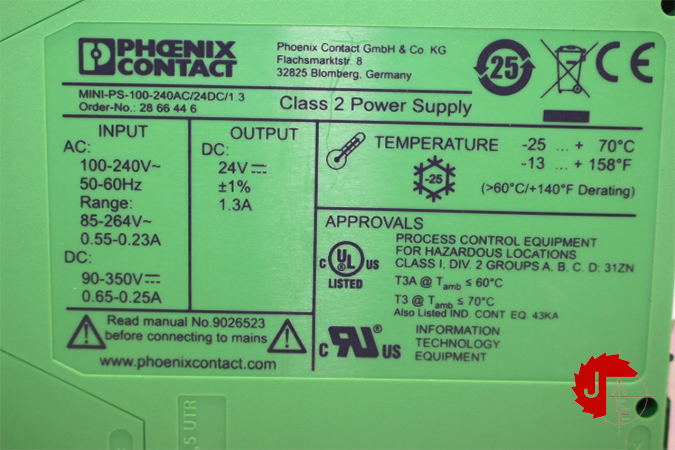 PHŒNIX
CONTACT
Phoenix Contact GmbH & Co KG
Flachsmarktstr. 8
32825 Blomberg, Germany
25
CE
MINI-PS-100-240AC/24DC/1.3
Order-No.: 28 66 44 6
Class 2 Power Supply
INPUT
AC:
100-240V~
50-60Hz
Range:
85-264V~
0.55-0.23A
DC:
90-350V⎓
0.65-0.25A
OUTPUT
DC:
24V⎓
±1%
1.3A
TEMPERATURE -25 ... + 70°C
-13 ... + 158°F
-25
(>60°C/+140°F Derating)
APPROVALS
C UL US
LISTED
PROCESS CONTROL EQUIPMENT
FOR HAZARDOUS LOCATIONS
CLASS I, DIV. 2 GROUPS A, B, C, D: 31ZN
T3A @ Tamb ≤ 60°C
T3 @ Tamb ≤ 70°C
Also Listed IND. CONT. EQ. 43KA
C RU US
INFORMATION
TECHNOLOGY
EQUIPMENT
Read manual No.9026523
before connecting to mains
www.phoenixcontact.com
,5 UTR
J